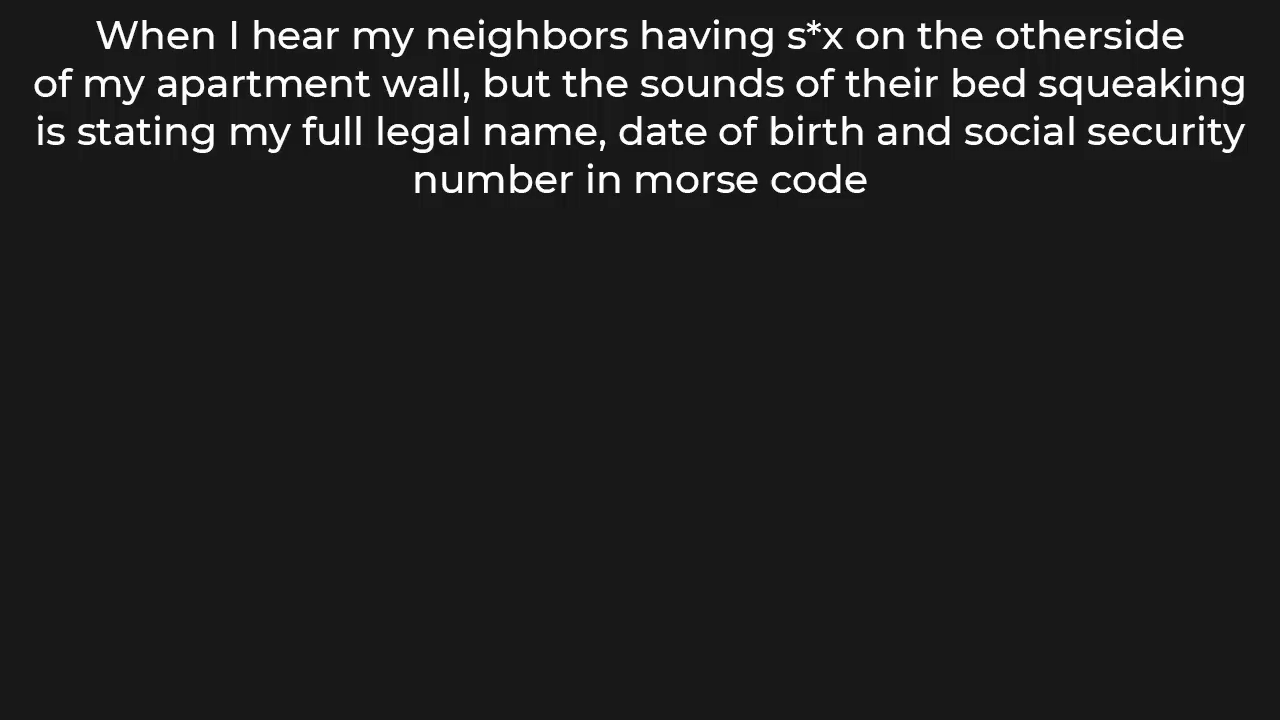 When I hear my neighbors having s*x on the otherside
of my apartment wall, but the sounds of their bed squeaking
is stating my full legal name, date of birth and social security
number in morse code